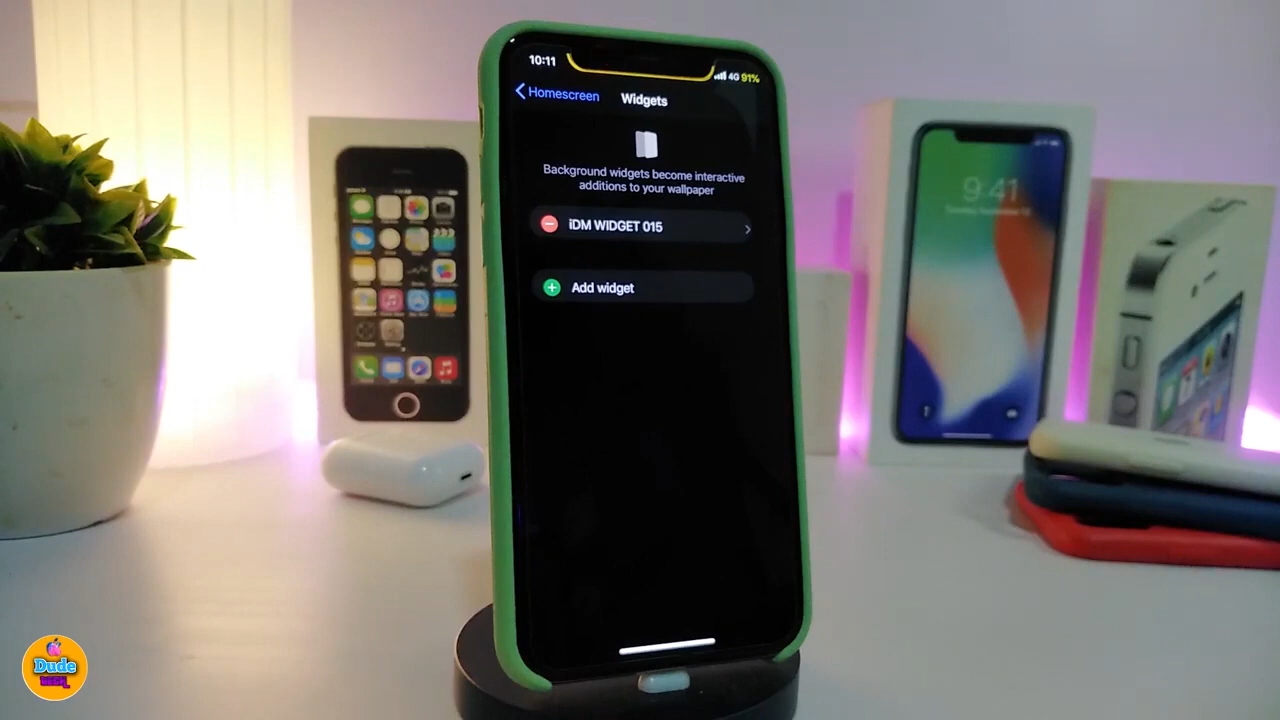 10:11
4G 91%
Homescreen
Widgets
Background widgets become interactive
additions to your wallpaper
iDM WIDGET 015
Add widget
9:41
Dude